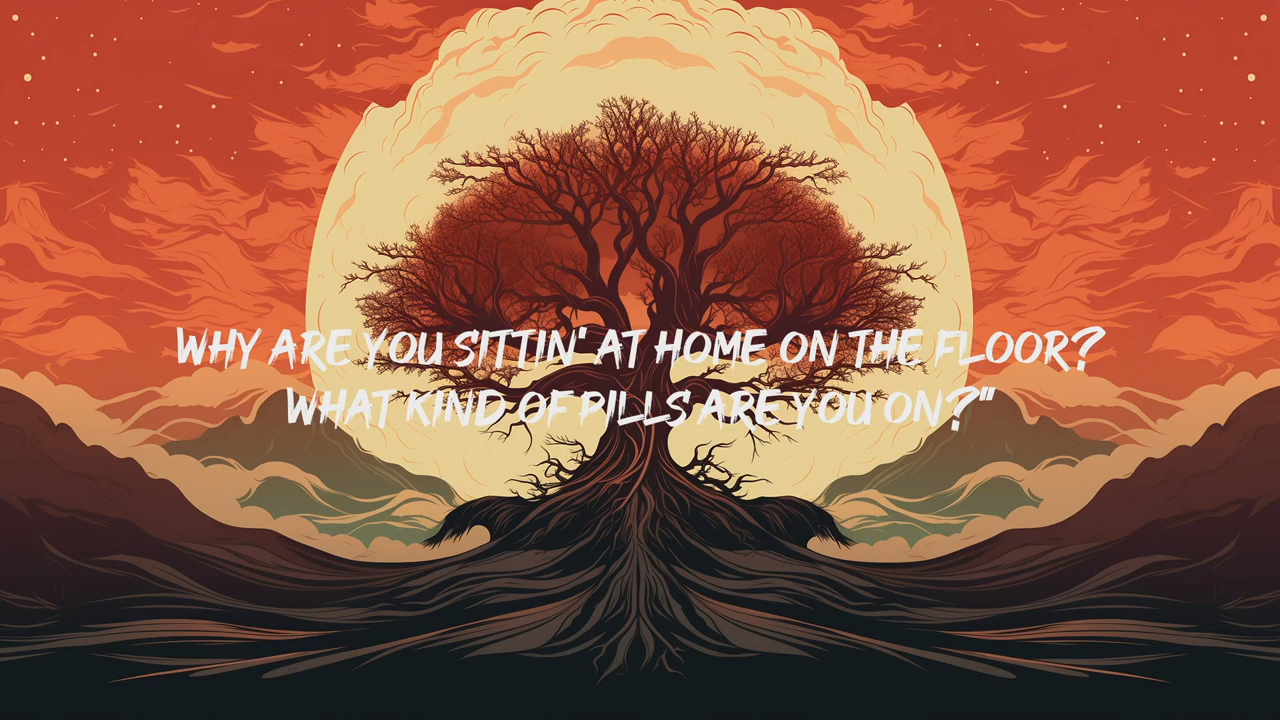 WHY ARE YOU SITTIN' AT HOME ON THE FLOOR?
WHAT KIND OF PILLS ARE YOU ON?"